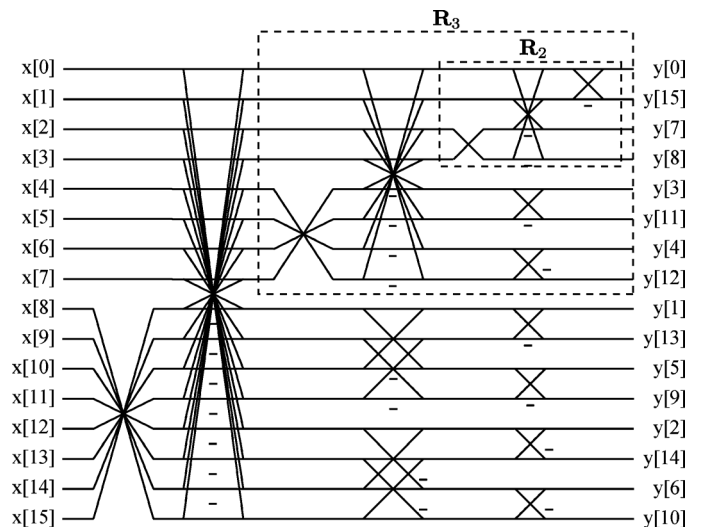 R3
R2
x[0] y[0]
x[1] y[15]
x[2] y[7]
x[3] y[8]
x[4] y[3]
x[5] y[11]
x[6] y[4]
x[7] y[12]
x[8] y[1]
x[9] y[13]
x[10] y[5]
x[11] y[9]
x[12] y[2]
x[13] y[14]
x[14] y[6]
x[15] y[10]